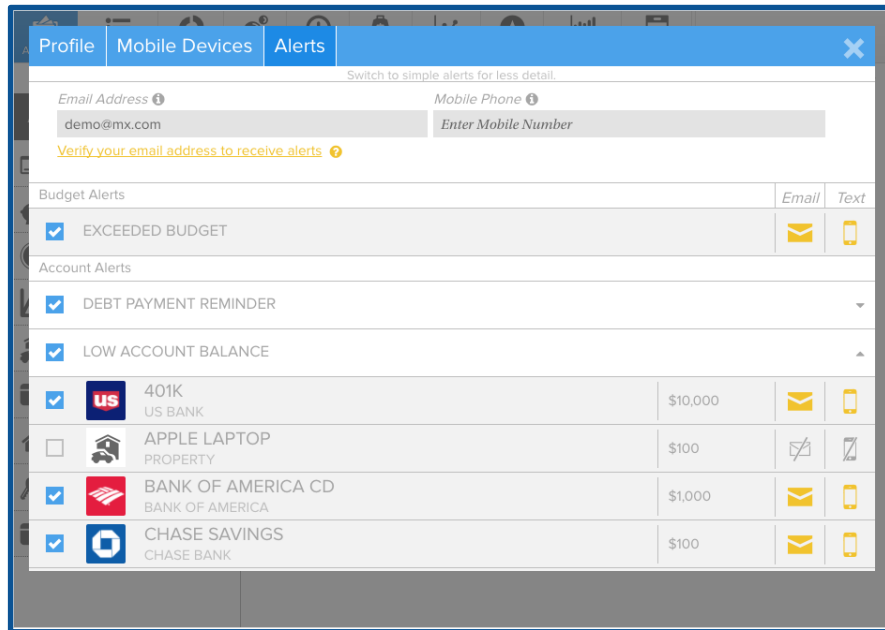 Profile
Mobile Devices
Alerts
Switch to simple alerts for less detail.
Email Address
Mobile Phone
demo@mx.com
Enter Mobile Number
Verify your email address to receive alerts ?
Budget Alerts
Email
Text
EXCEEDED BUDGET
Account Alerts
DEBT PAYMENT REMINDER
LOW ACCOUNT BALANCE
us
401K
US BANK
$10,000
APPLE LAPTOP
PROPERTY
$100
BANK OF AMERICA CD
BANK OF AMERICA
$1,000
CHASE SAVINGS
CHASE BANK
$100